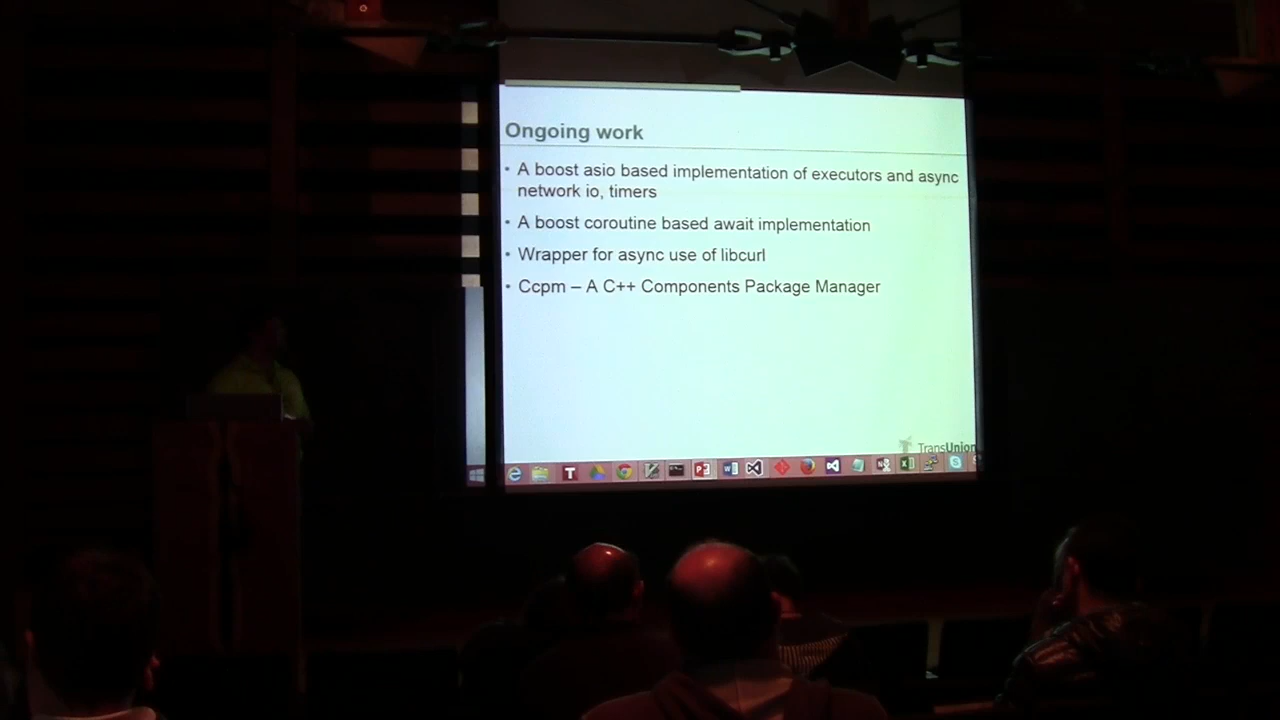 Ongoing work
• A boost asio based implementation of executors and async
network io, timers
• A boost coroutine based await implementation
• Wrapper for async use of libcurl
• Ccpm – A C++ Components Package Manager
TransUnion